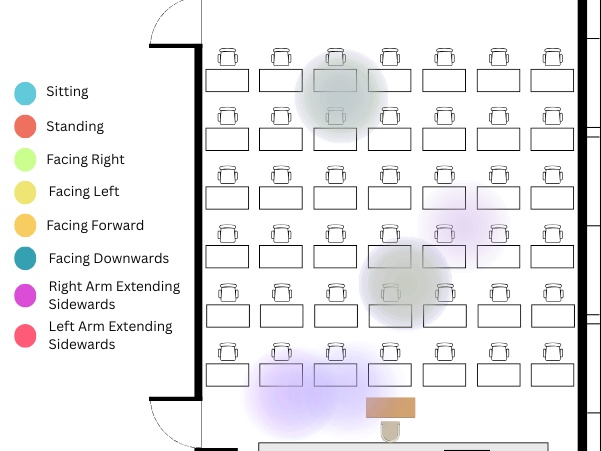 Sitting
Standing
Facing Right
Facing Left
Facing Forward
Facing Downwards
Right Arm Extending
Sidewards
Left Arm Extending
Sidewards